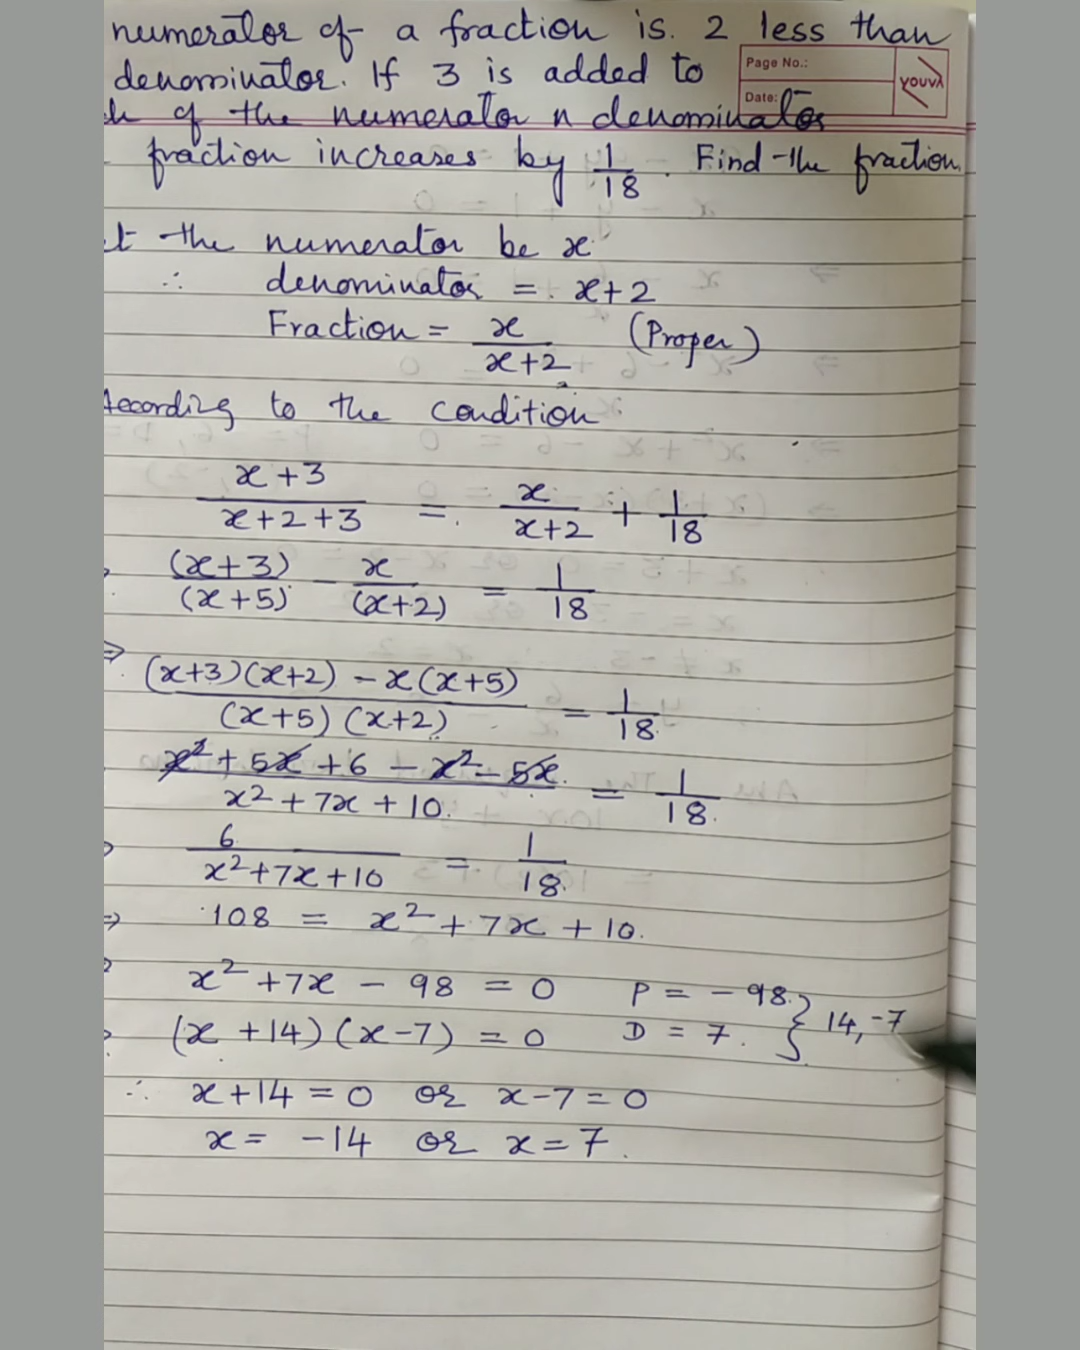 numerator of a fraction is. 2 less than
denominator. If 3 is added to
Page No.:
Date:
YOUVA
of the numerator n denominator
fraction increases by 1/18. Find the fraction.
the numerator be x
∴ denominator = x+2
Fraction = x/(x+2) (Proper)
According to the condition
(x+3)/(x+2+3) = x/(x+2) + 1/18
(x+3)/(x+5) - x/(x+2) = 1/18
⇒ ((x+3)(x+2) - x(x+5))/((x+5)(x+2)) = 1/18
(x² + 5x + 6 - x² - 5x)/(x² + 7x + 10) = 1/18
6/(x²+7x+10) = 1/18
⇒ 108 = x² + 7x + 10.
x² + 7x - 98 = 0 P = -98
(x+14)(x-7) = 0 D = 7. } 14, -7
∴ x+14 = 0 or x-7 = 0
x = -14 or x = 7.